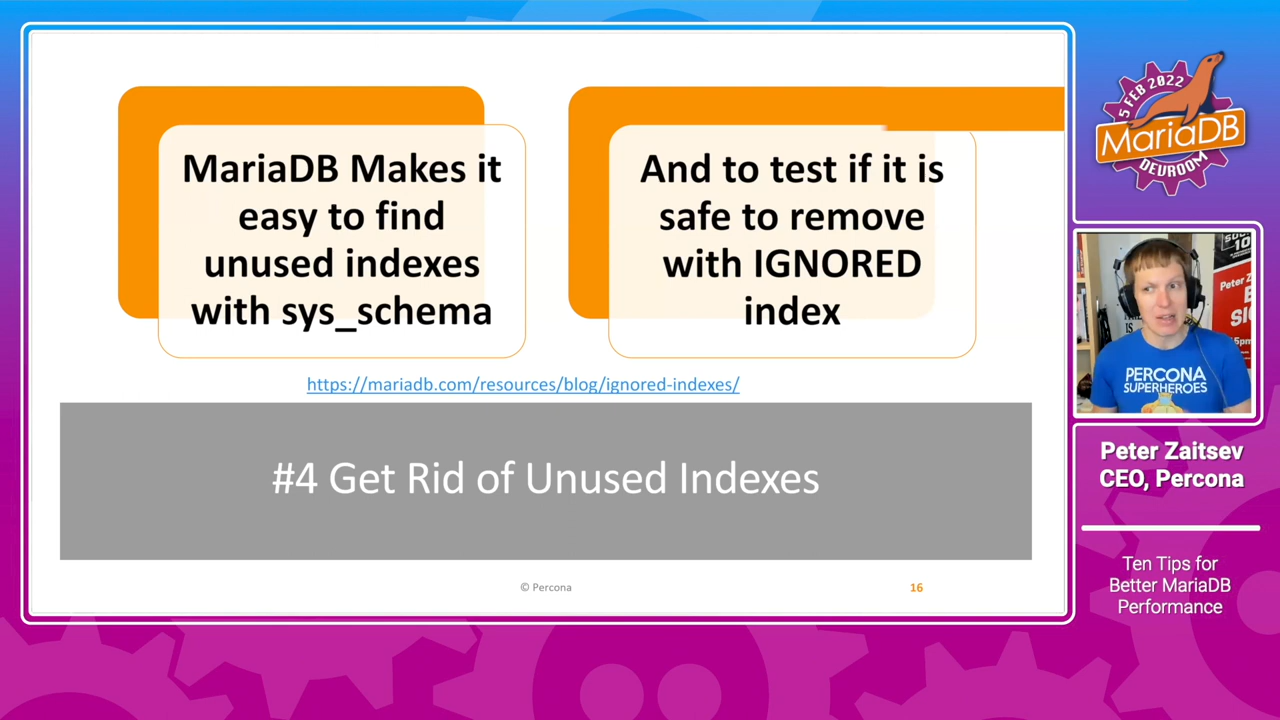 MariaDB Makes it
easy to find
unused indexes
with sys_schema
And to test if it is
safe to remove
with IGNORED
index
https://mariadb.com/resources/blog/ignored-indexes/
#4 Get Rid of Unused Indexes
© Percona
16
5 FEB 2022
MariaDB
DEVROOM
PERCONA
SUPERHEROES
Peter Zaitsev
CEO, Percona
Ten Tips for
Better MariaDB
Performance